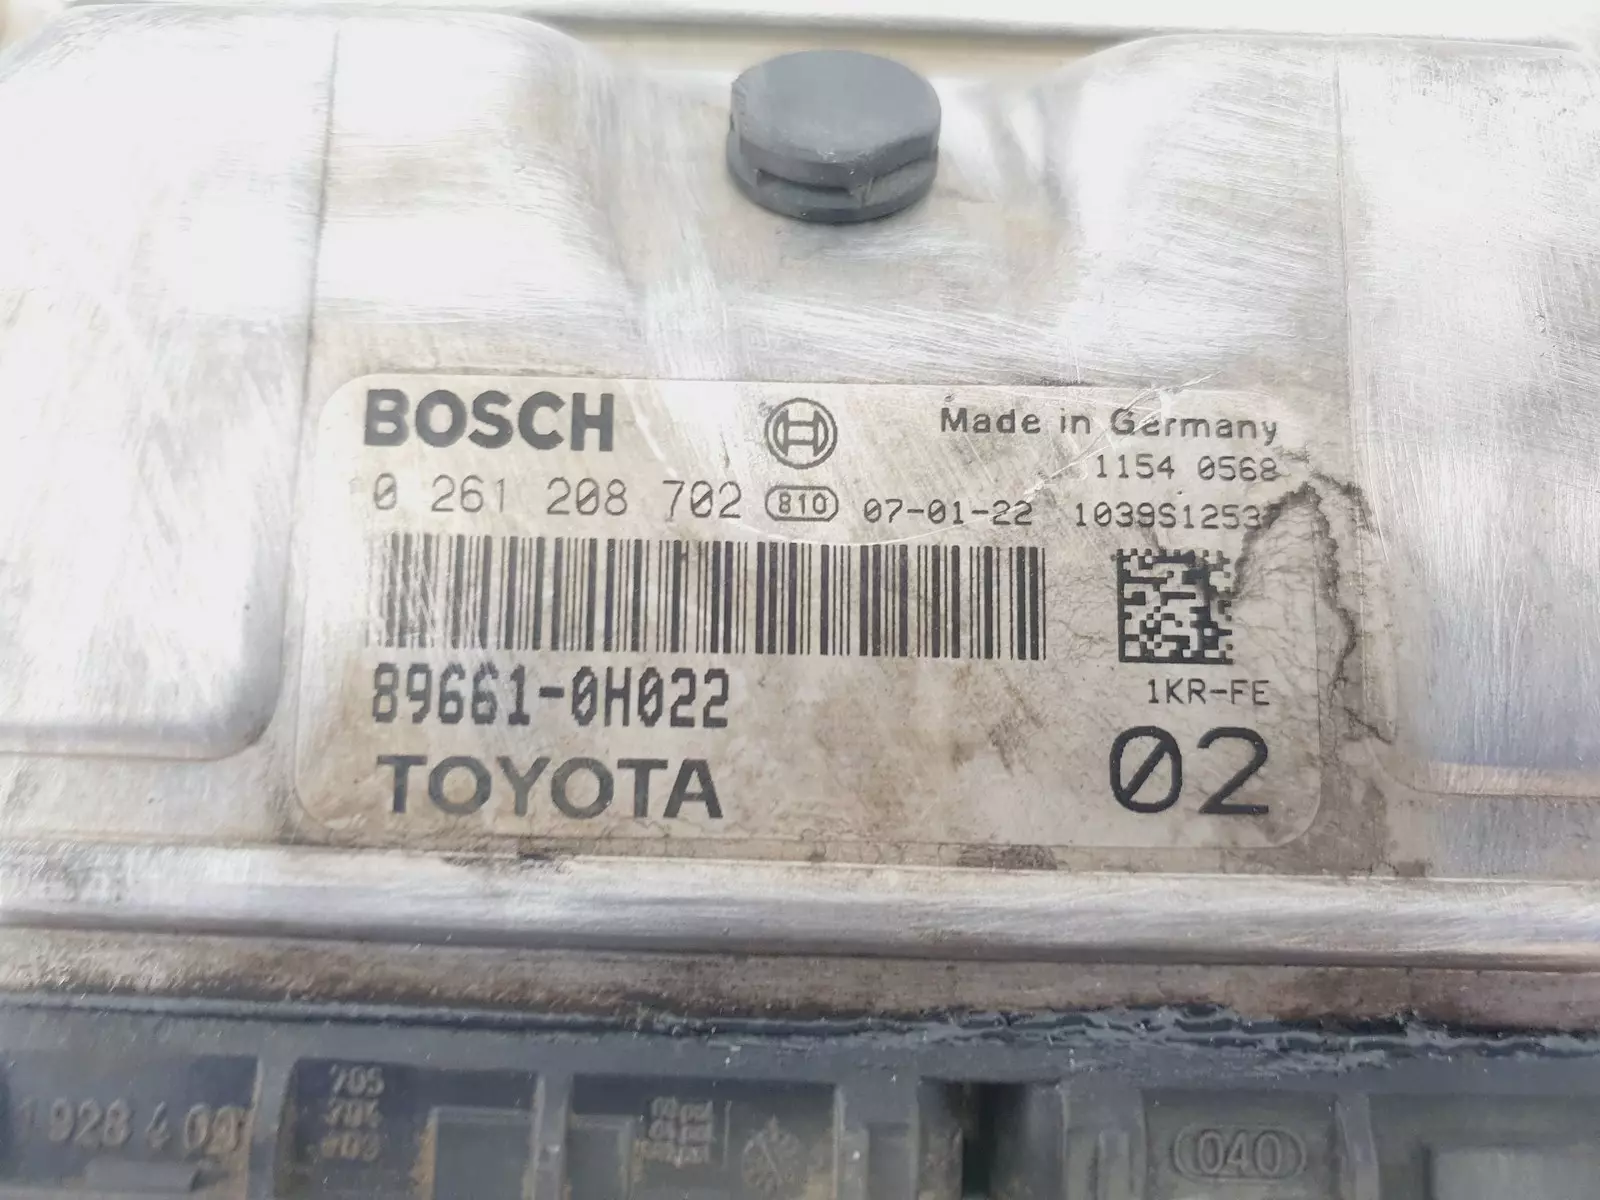 BOSCH
Made in Germany
1154 0568
0 261 208 702 810 07-01-22
89661-0H022
1KR-FE
TOYOTA
02
705
040